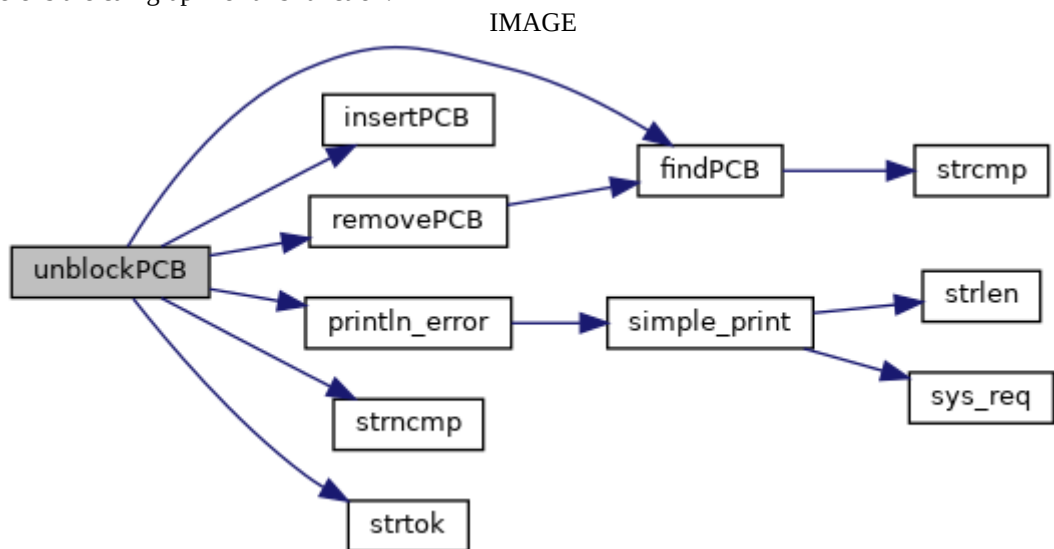 IMAGE
insertPCB
findPCB
strcmp
removePCB
unblockPCB
println_error
simple_print
strlen
sys_req
strncmp
strtok